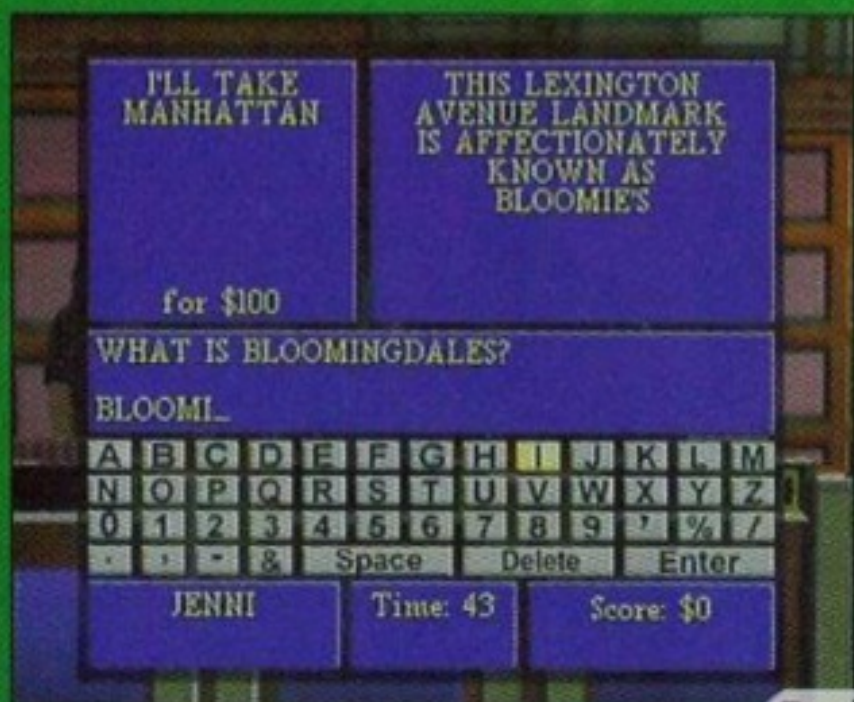 I'LL TAKE
MANHATTAN
for $100
THIS LEXINGTON
AVENUE LANDMARK
IS AFFECTIONATELY
KNOWN AS
BLOOMIE'S
WHAT IS BLOOMINGDALES?
BLOOMI_
A B C D E F G H I J K L M
N O P Q R S T U V W X Y Z
0 1 2 3 4 5 6 7 8 9 ' % /
. , - & Space Delete Enter
JENNI
Time: 43
Score: $0